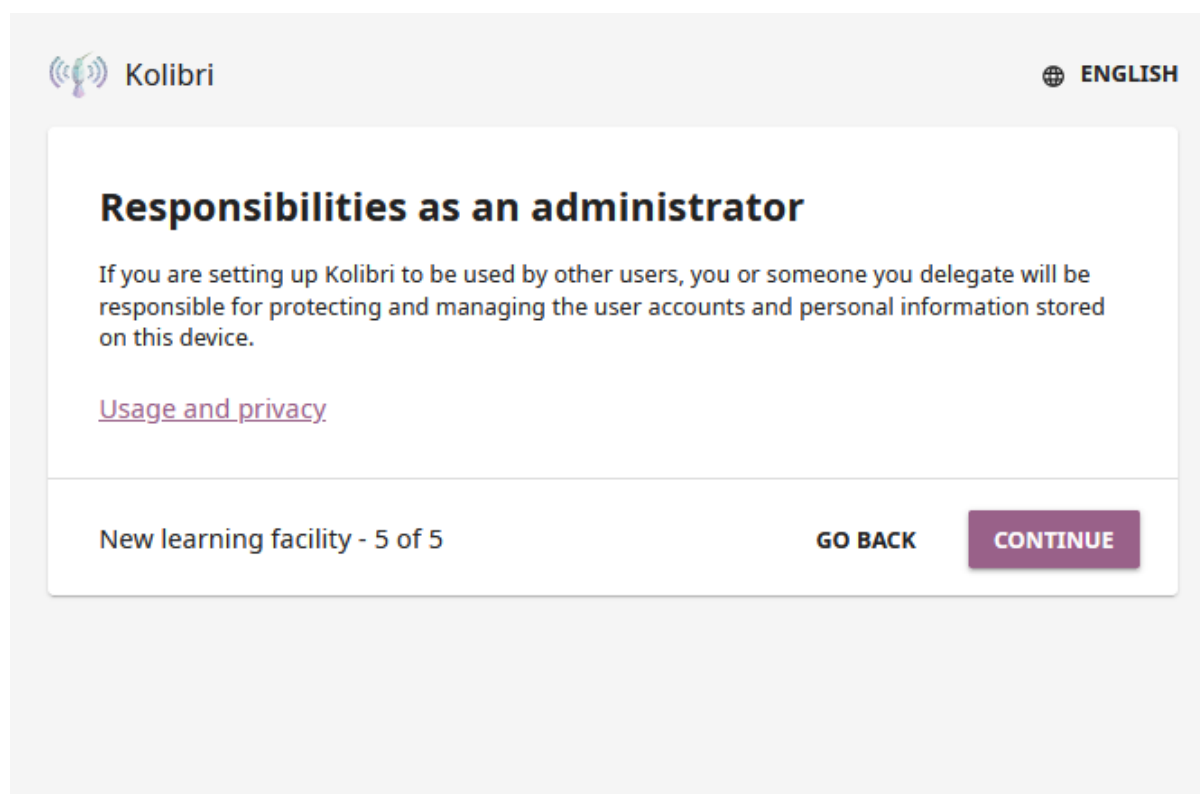 Kolibri
ENGLISH
Responsibilities as an administrator
If you are setting up Kolibri to be used by other users, you or someone you delegate will be
responsible for protecting and managing the user accounts and personal information stored
on this device.
Usage and privacy
New learning facility - 5 of 5
GO BACK
CONTINUE